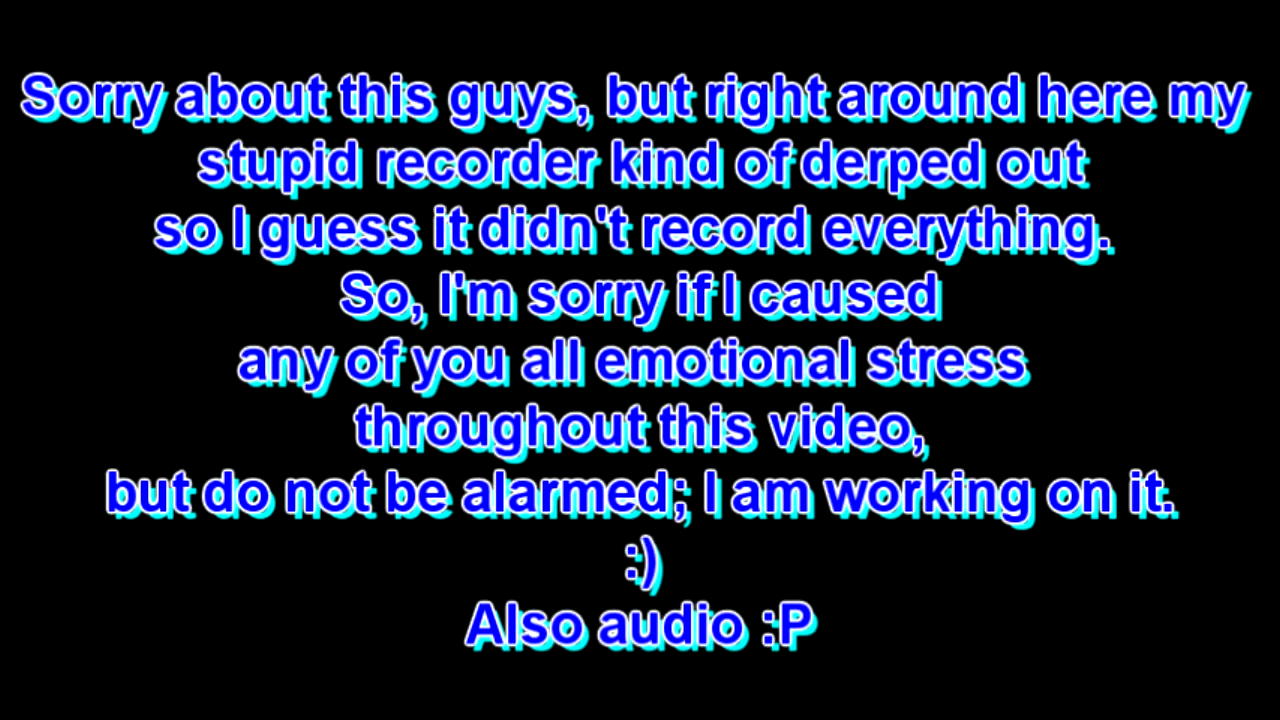 Sorry about this guys, but right around here my
stupid recorder kind of derped out
so I guess it didn't record everything.
So, I'm sorry if I caused
any of you all emotional stress
throughout this video,
but do not be alarmed; I am working on it.
:)
Also audio :P